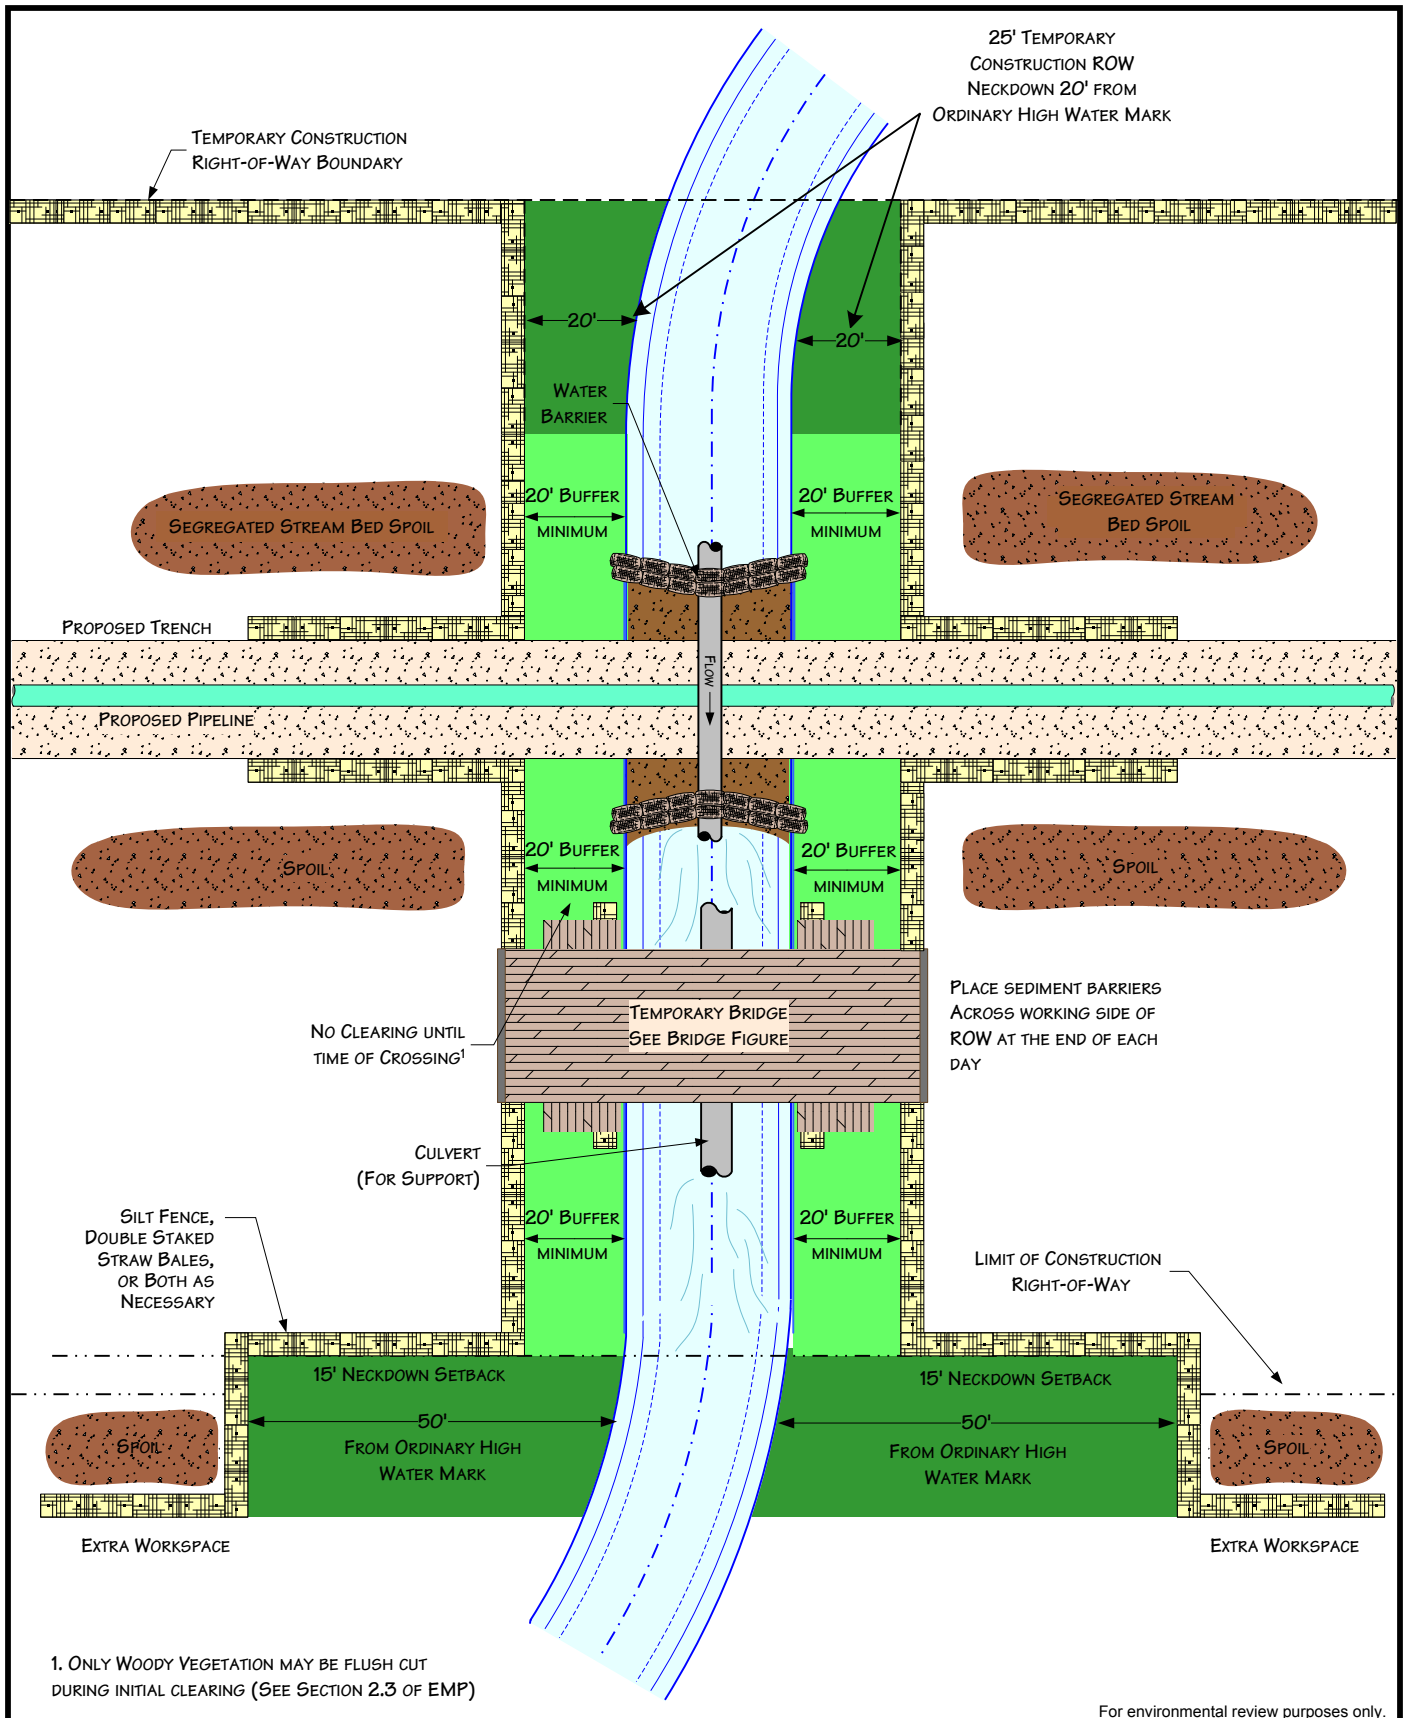 25' Temporary
Construction ROW
Neckdown 20' from
Ordinary High Water Mark
Temporary Construction
Right-of-Way Boundary
20'
20'
Water
Barrier
20' Buffer
minimum
20' Buffer
minimum
Segregated Stream Bed Spoil
Segregated Stream
Bed Spoil
Proposed Trench
Flow
Proposed Pipeline
20' Buffer
minimum
20' Buffer
minimum
Spoil
Spoil
No Clearing until
time of Crossing¹
Temporary Bridge
See Bridge Figure
Place sediment barriers
Across working side of
ROW at the end of each
day
Culvert
(For Support)
20' Buffer
minimum
20' Buffer
minimum
Silt Fence,
Double Staked
Straw Bales,
or Both as
Necessary
Limit of Construction
Right-of-Way
15' Neckdown Setback
15' Neckdown Setback
50'
From Ordinary High
Water Mark
50'
From Ordinary High
Water Mark
Spoil
Spoil
Extra Workspace
Extra Workspace
1. Only Woody Vegetation may be flush cut
during initial clearing (See Section 2.3 of EMP)
For environmental review purposes only.